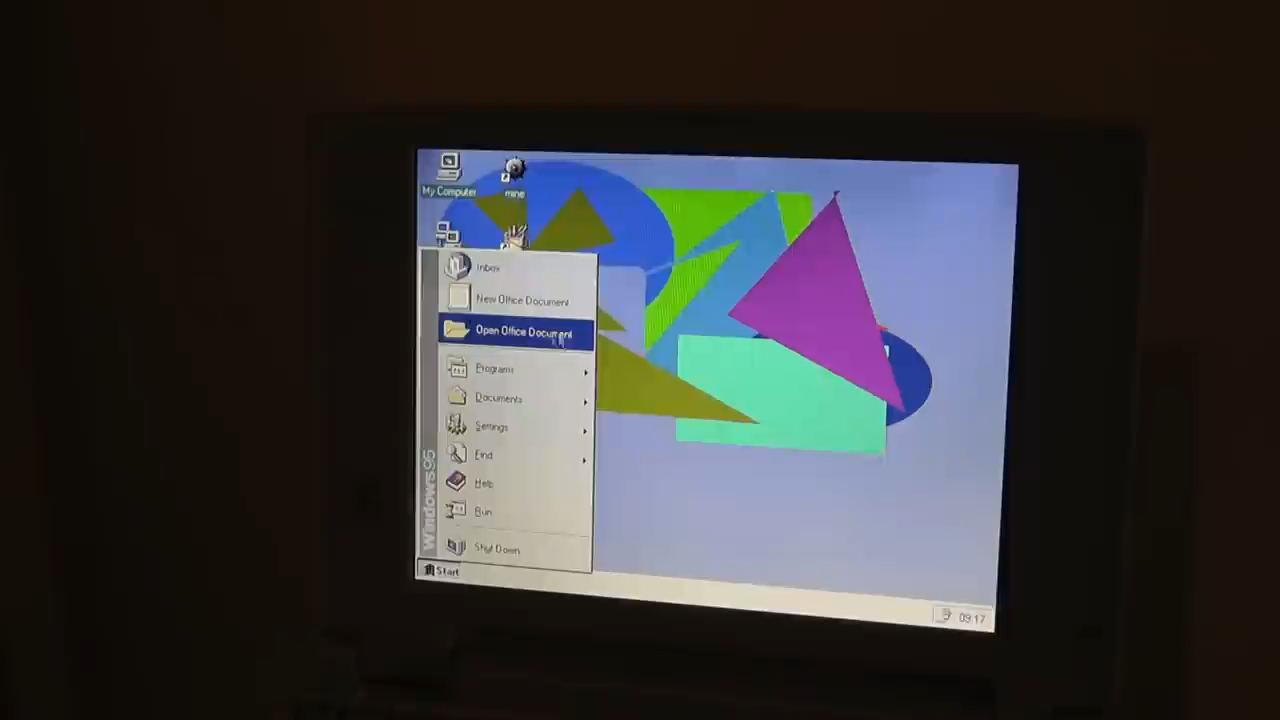 My Computer
mine
Inbox
New Office Document
Open Office Document
Programs
Documents
Settings
Find
Help
Run
Shut Down
Windows95
Start
09:17